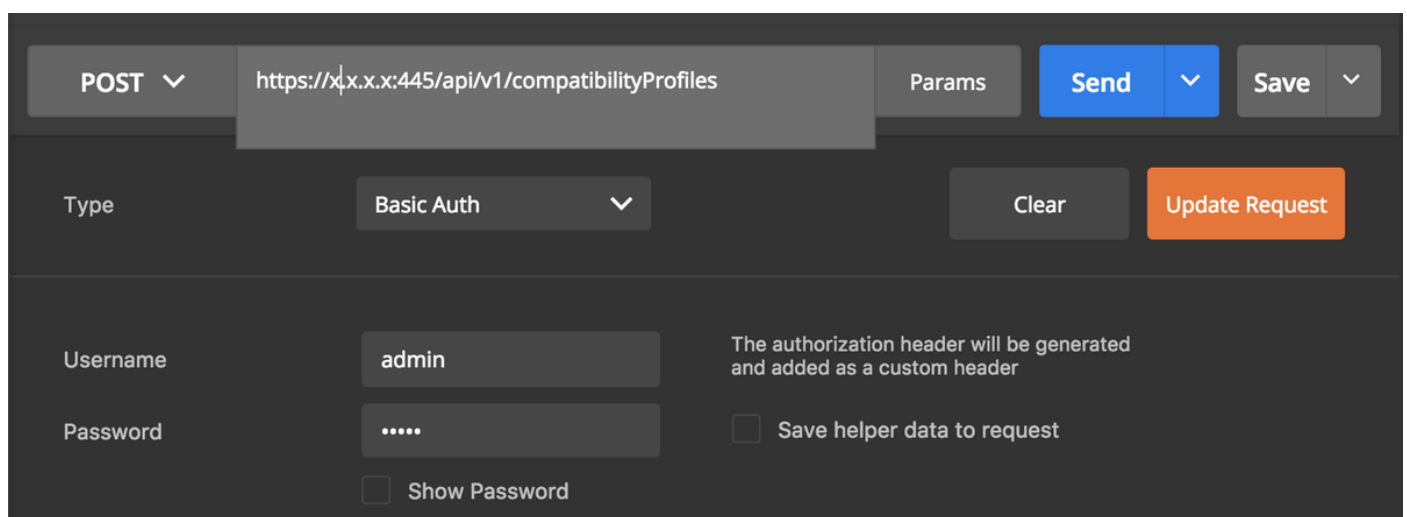 POST https://x.x.x.x:445/api/v1/compatibilityProfiles Params Send Save
Type Basic Auth Clear Update Request
Username admin The authorization header will be generated
and added as a custom header
Password ••••• Save helper data to request
Show Password